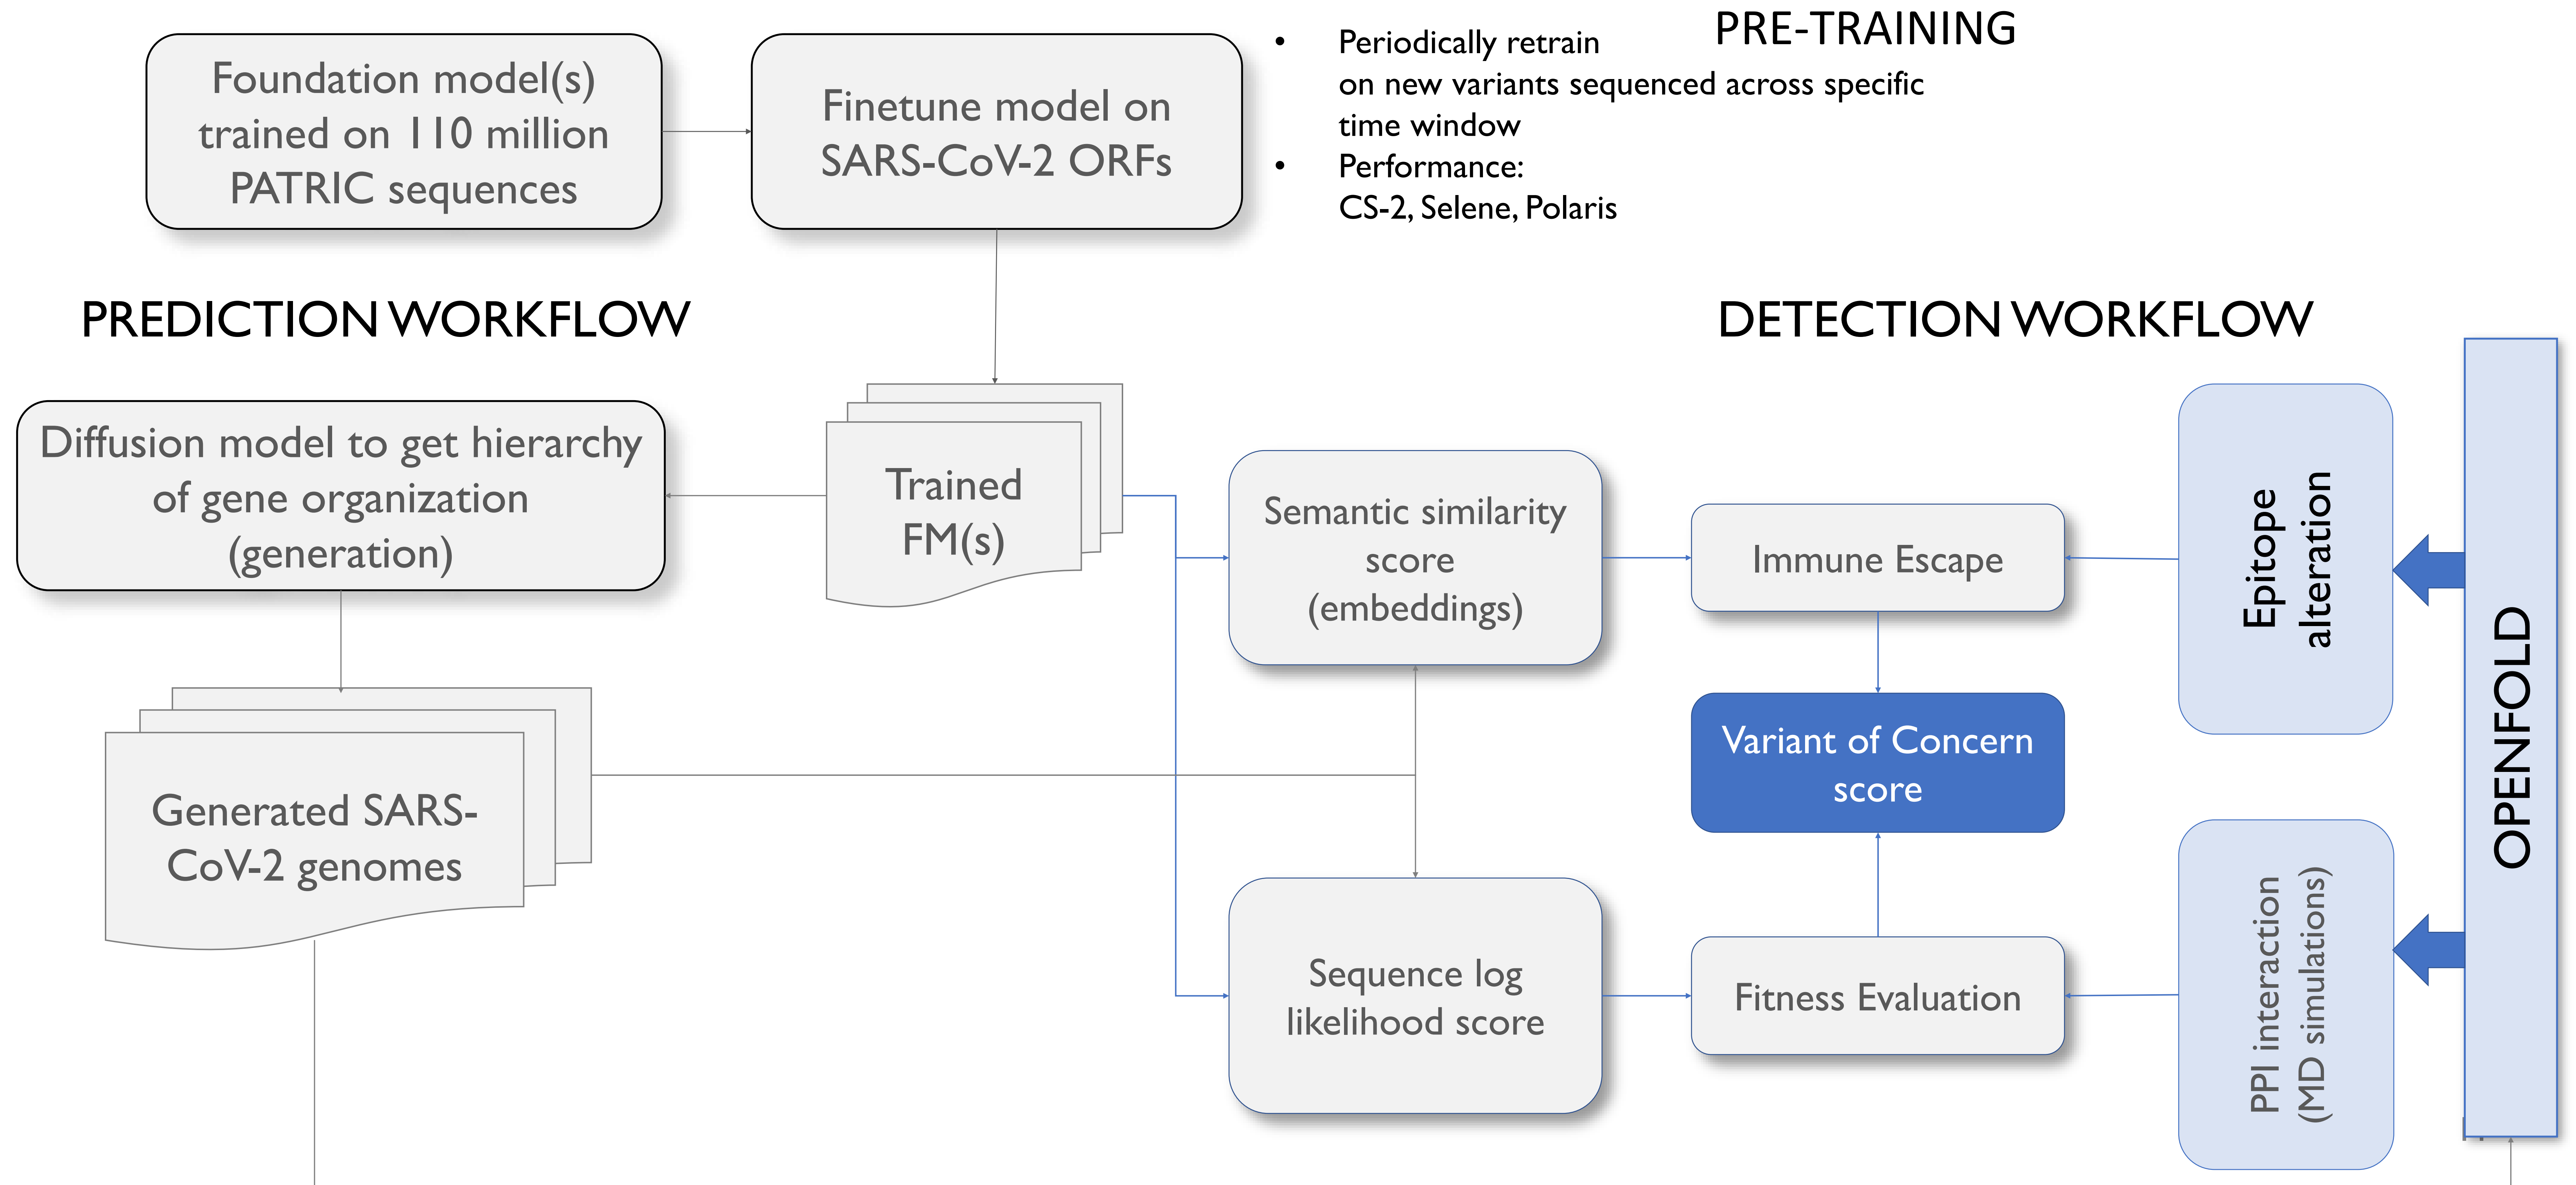 Foundation model(s)
trained on 110 million
PATRIC sequences
Finetune model on
SARS-CoV-2 ORFs
PRE-TRAINING
• Periodically retrain
on new variants sequenced across specific
time window
• Performance:
CS-2, Selene, Polaris
PREDICTION WORKFLOW
DETECTION WORKFLOW
Diffusion model to get hierarchy
of gene organization
(generation)
Trained
FM(s)
Semantic similarity
score
(embeddings)
Immune Escape
Epitope
alteration
OPENFOLD
Variant of Concern
score
Generated SARS-
CoV-2 genomes
Sequence log
likelihood score
Fitness Evaluation
PPI interaction
(MD simulations)